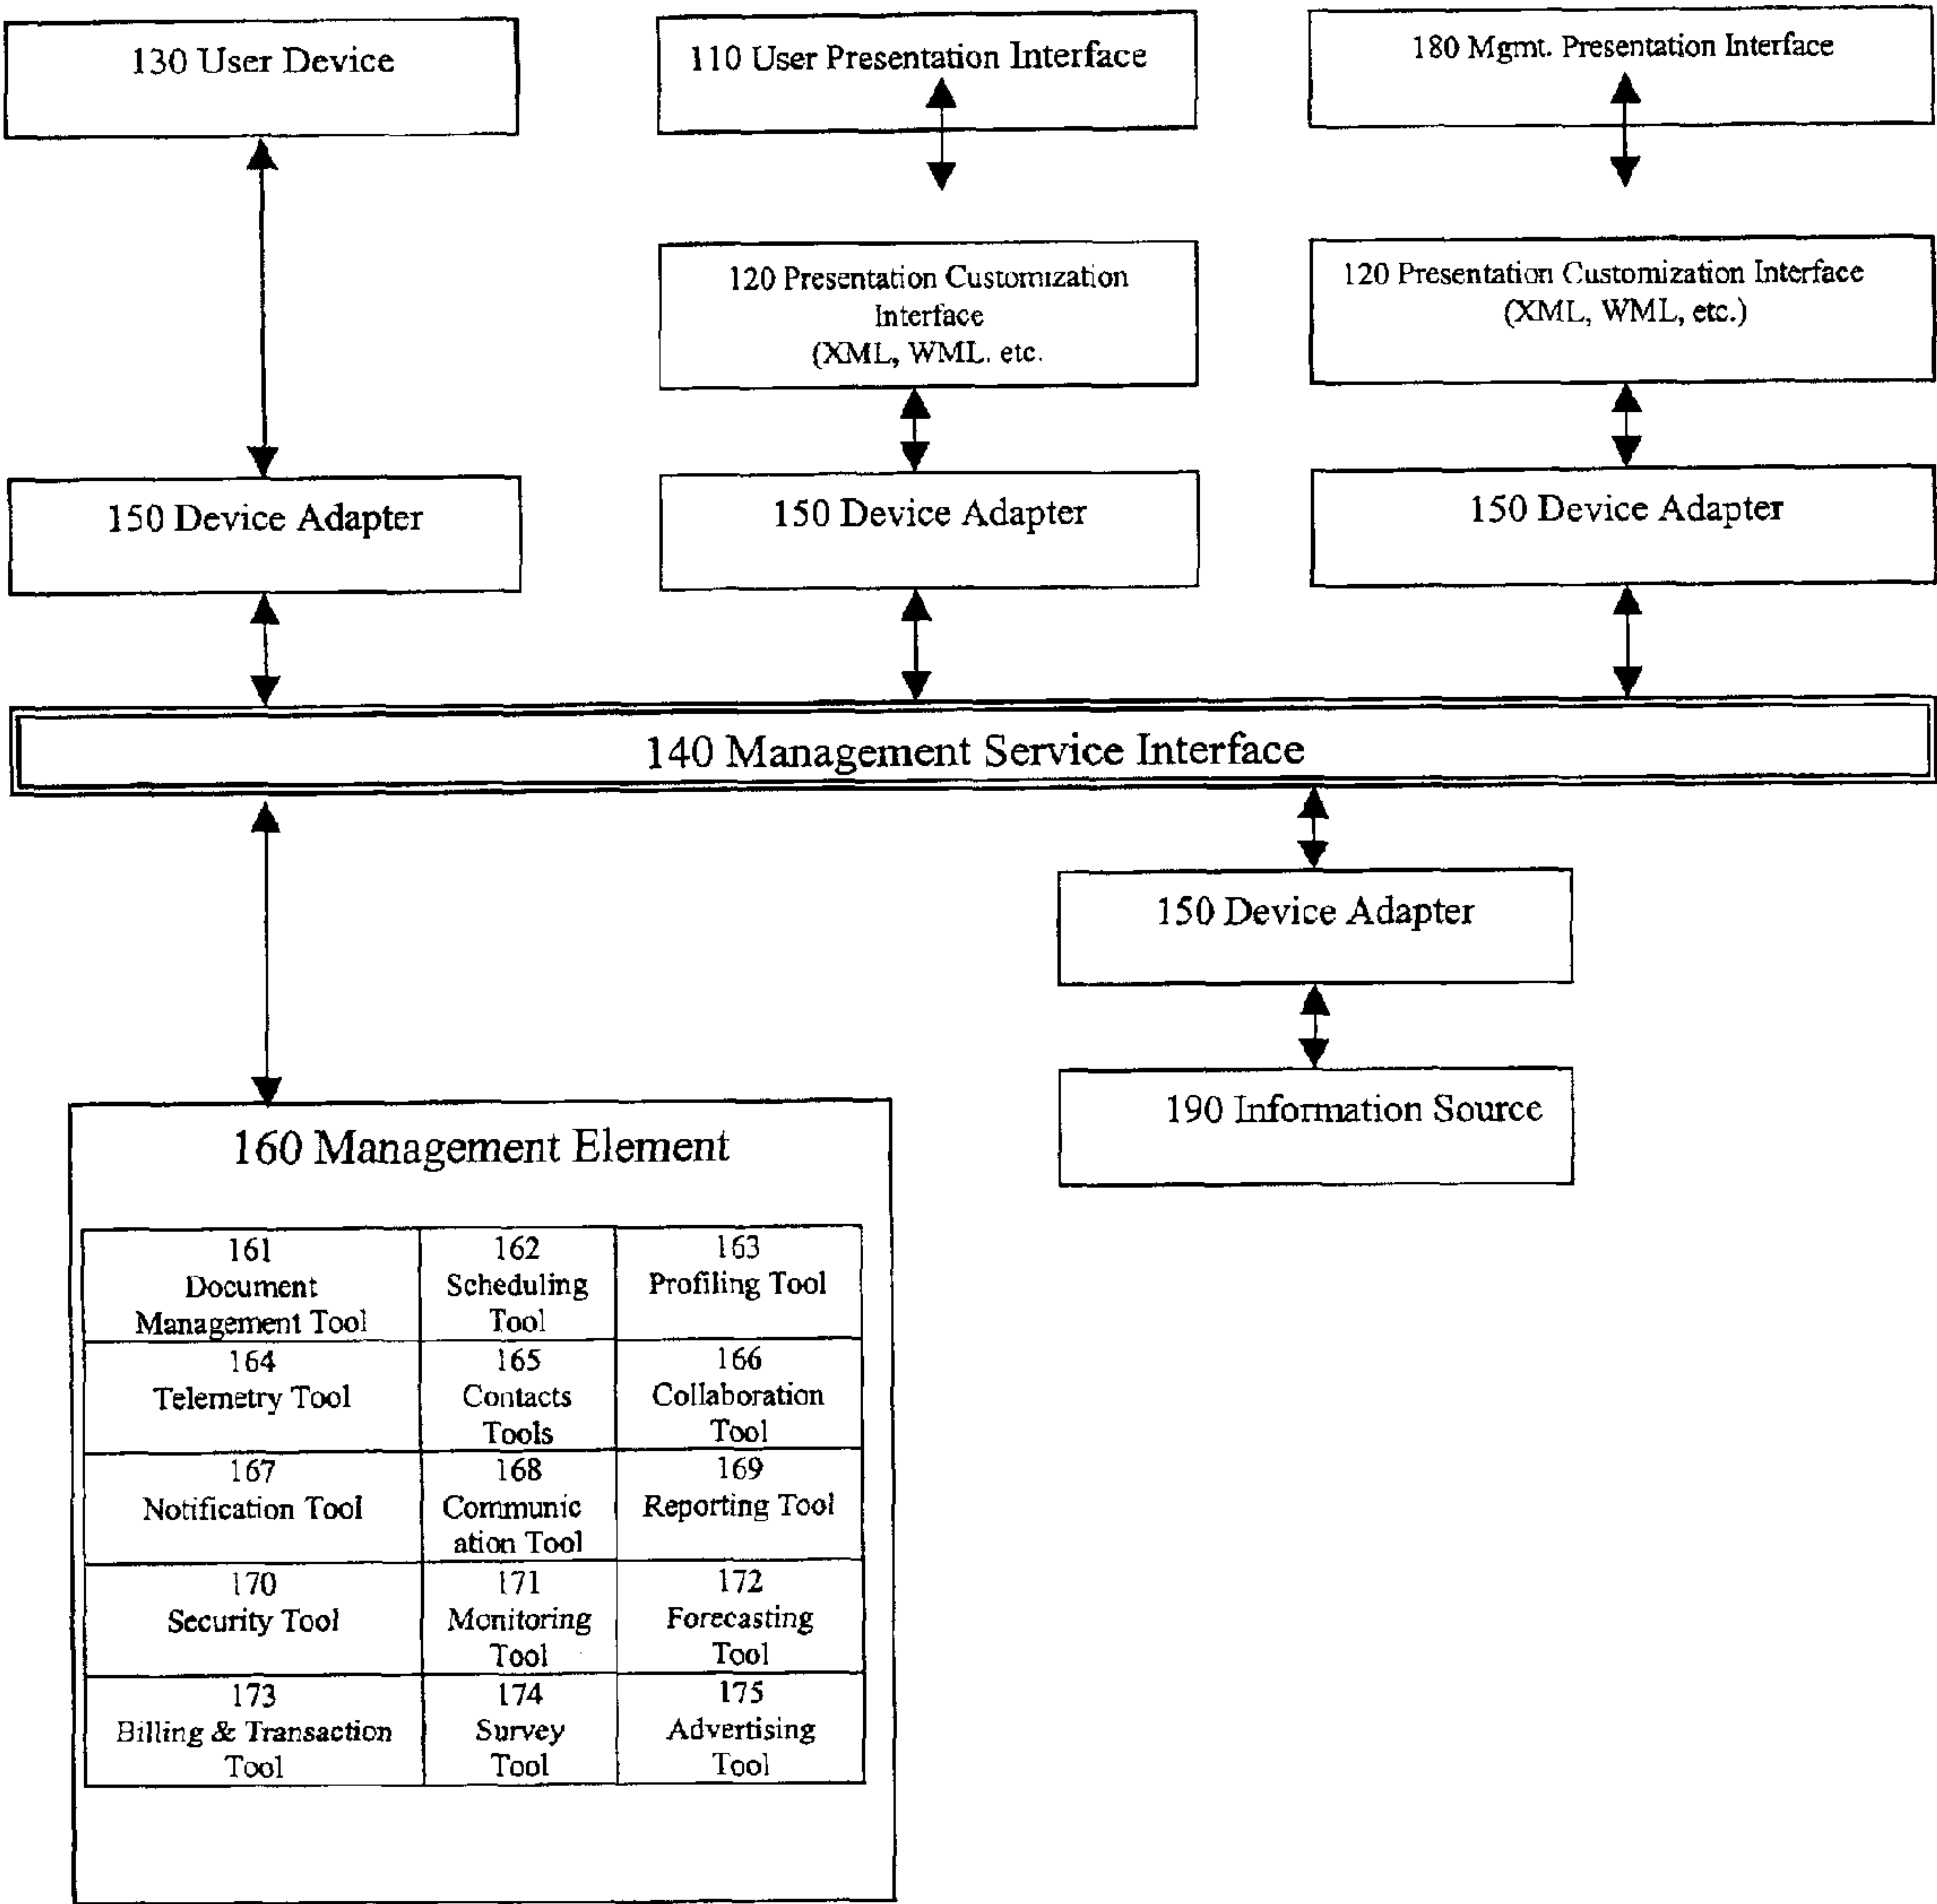 130 User Device
110 User Presentation Interface
180 Mgmt. Presentation Interface
120 Presentation Customization
Interface
(XML, WML. etc.
120 Presentation Customization Interface
(XML, WML, etc.)
150 Device Adapter
150 Device Adapter
150 Device Adapter
140 Management Service Interface
150 Device Adapter
190 Information Source
160 Management Element
161
Document
Management Tool
162
Scheduling
Tool
163
Profiling Tool
164
Telemetry Tool
165
Contacts
Tools
166
Collaboration
Tool
167
Notification Tool
168
Communic
ation Tool
169
Reporting Tool
170
Security Tool
171
Monitoring
Tool
172
Forecasting
Tool
173
Billing & Transaction
Tool
174
Survey
Tool
175
Advertising
Tool